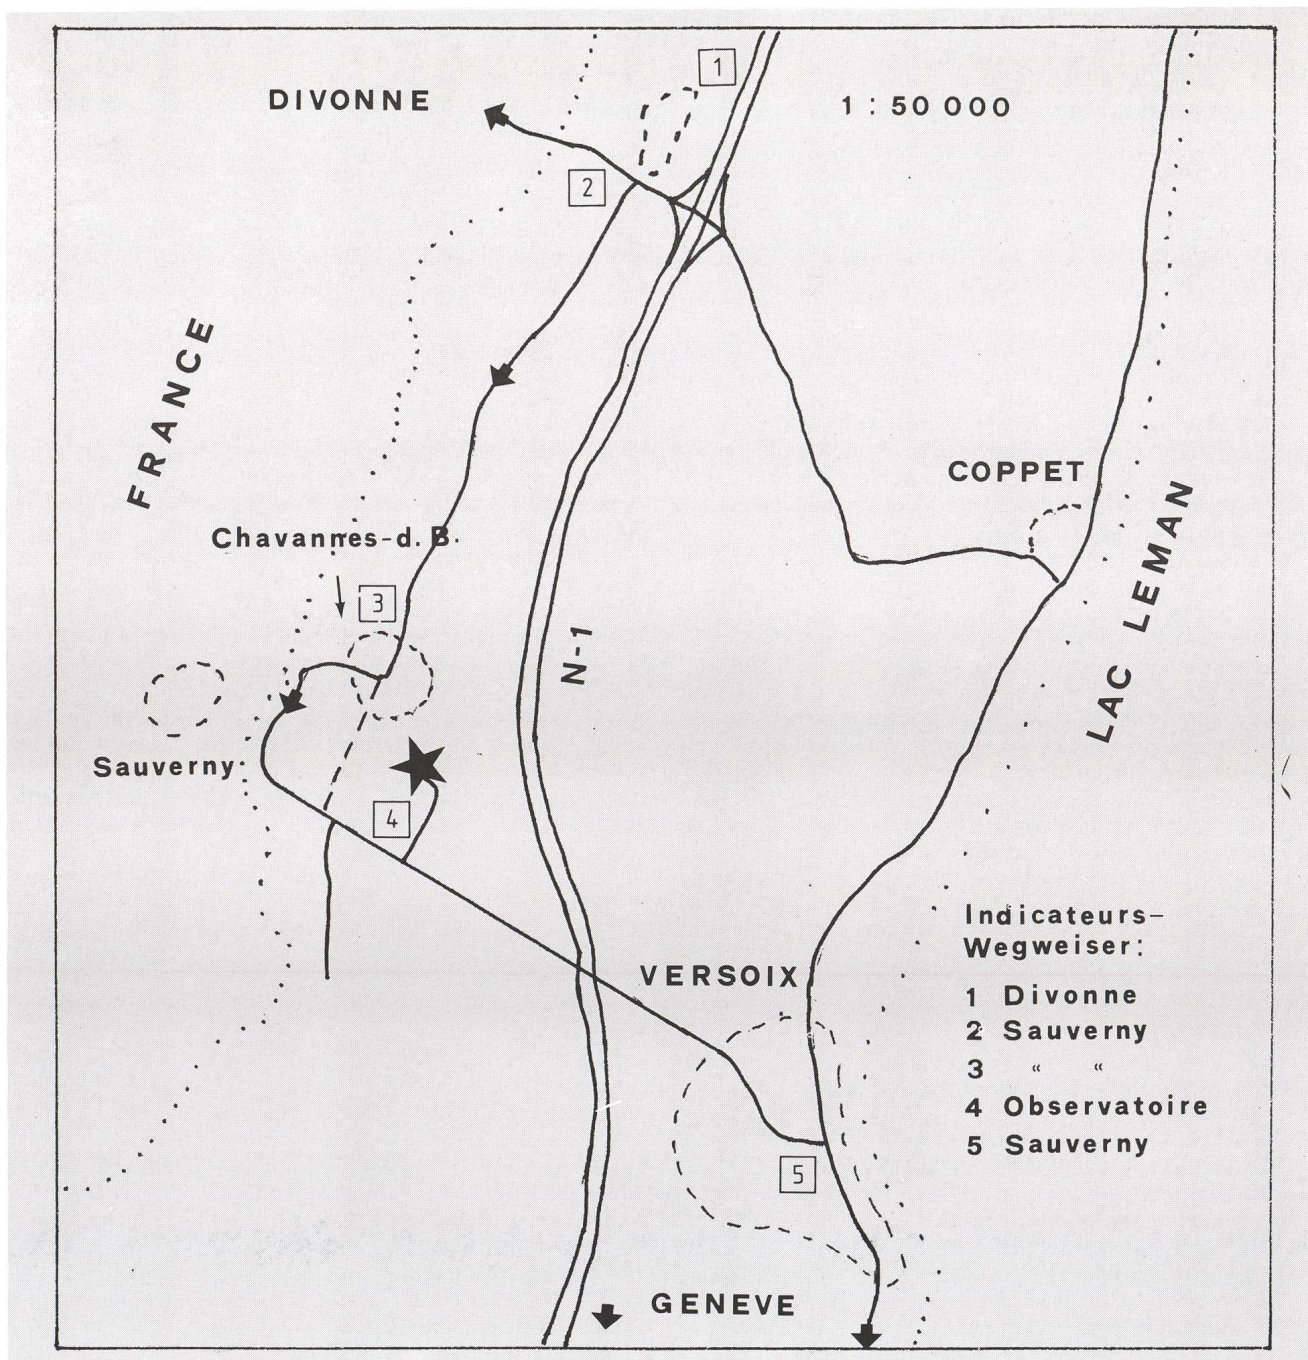 1
DIVONNE
1 : 50 000
2
FRANCE
COPPET
Chavannes-d. B.
3
LAC LEMAN
N-1
Sauverny
4
Indicateurs-
Wegweiser:
VERSOIX
1 Divonne
2 Sauverny
3 “ “
4 Observatoire
5 Sauverny
5
GENEVE